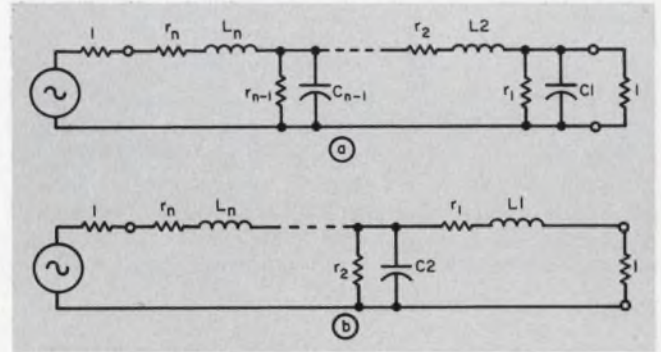 1 rn Ln r2 L2
rn-1 Cn-1 r1 C1 1
a
1 rn Ln r1 L1
r2 C2 1
b